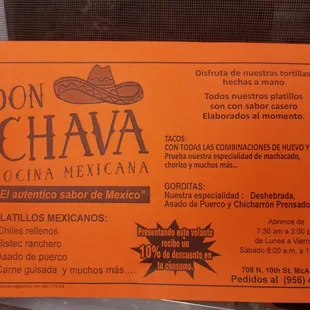 DON
CHAVA
COCINA MEXICANA
"El autentico sabor de Mexico"
PLATILLOS MEXICANOS:
Chiles rellenos
Bistec ranchero
Asado de puerco
Carne guisada y muchos más....
Presentando este volante
recibe un
10% de descuento en
tu consumo.
Disfruta de nuestras tortillas
hechas a mano
Todos nuestros platillos
son con sabor casero
Elaborados al momento.
TACOS:
CON TODAS LAS COMBINACIONES DE HUEVO Y
Prueba nuestra especialidad de machacado,
chorizo y muchos más...
GORDITAS:
Nuestra especialidad : Deshebrada,
Asado de Puerco y Chicharrón Prensado
Abrimos de
7:30 am a 3:00 p
de Lunes a Viern
Sábado 8:00 a.m. a 1
708 N. 10th St. McA
Pedidos al (956) 4